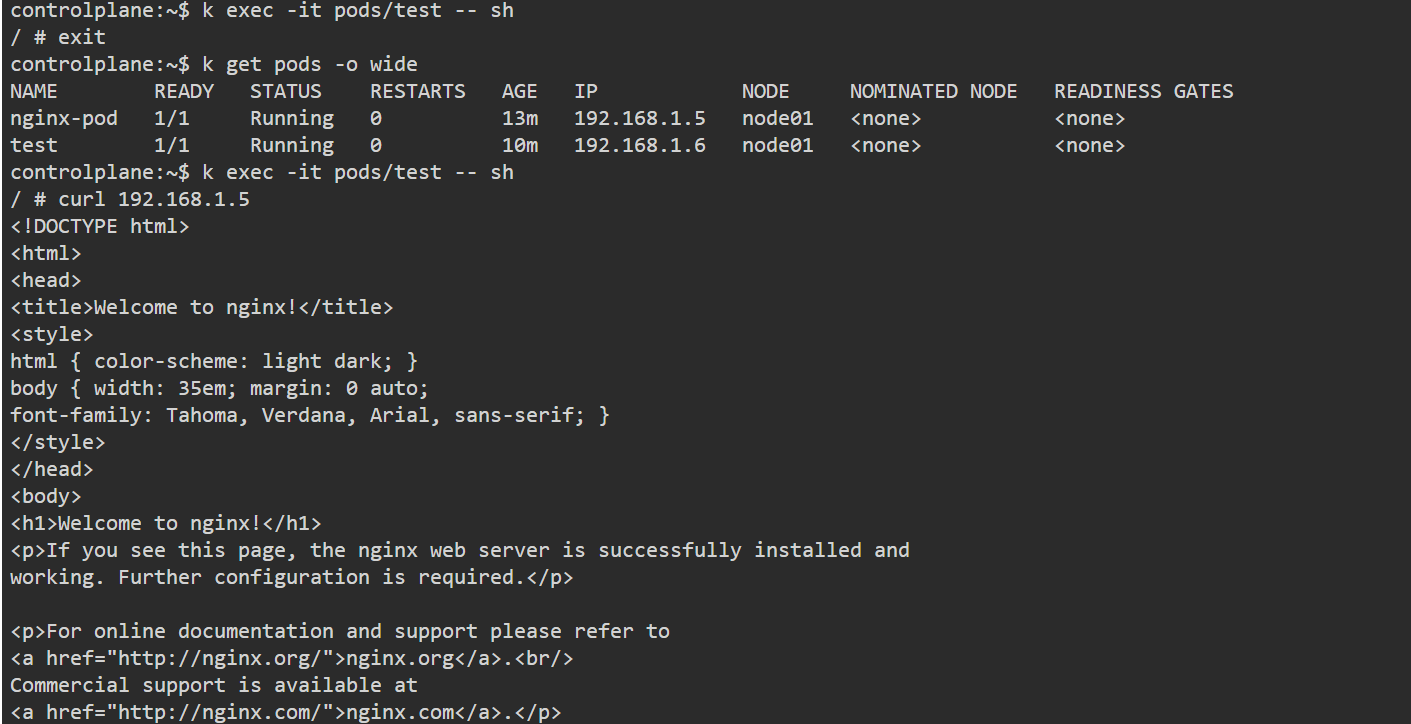 controlplane:~$ k exec -it pods/test -- sh
/ # exit
controlplane:~$ k get pods -o wide
NAME        READY   STATUS    RESTARTS   AGE   IP            NODE     NOMINATED NODE   READINESS GATES
nginx-pod   1/1     Running   0          13m   192.168.1.5   node01   <none>           <none>
test        1/1     Running   0          10m   192.168.1.6   node01   <none>           <none>
controlplane:~$ k exec -it pods/test -- sh
/ # curl 192.168.1.5
<!DOCTYPE html>
<html>
<head>
<title>Welcome to nginx!</title>
<style>
html { color-scheme: light dark; }
body { width: 35em; margin: 0 auto;
font-family: Tahoma, Verdana, Arial, sans-serif; }
</style>
</head>
<body>
<h1>Welcome to nginx!</h1>
<p>If you see this page, the nginx web server is successfully installed and
working. Further configuration is required.</p>

<p>For online documentation and support please refer to
<a href="http://nginx.org/">nginx.org</a>.<br/>
Commercial support is available at
<a href="http://nginx.com/">nginx.com</a>.</p>